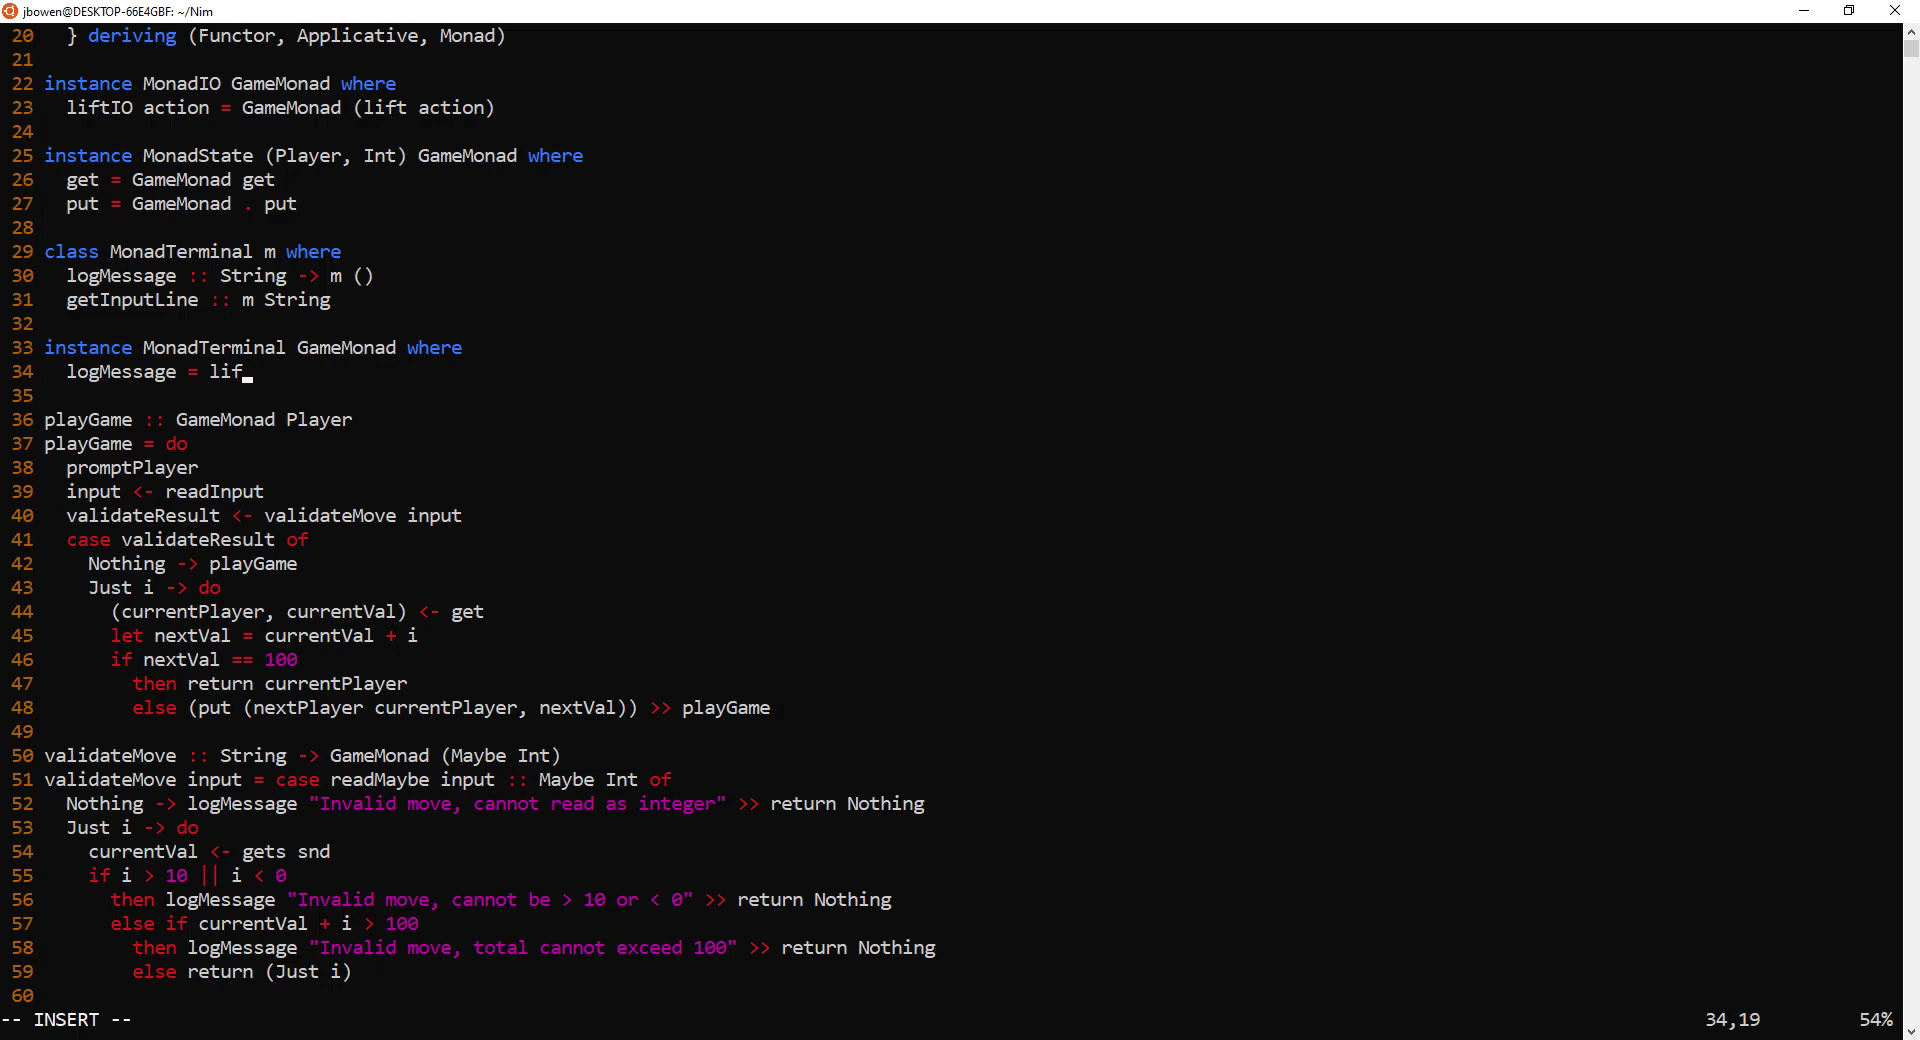 jbowen@DESKTOP-66E4GBF: ~/Nim
20   } deriving (Functor, Applicative, Monad)
21
22 instance MonadIO GameMonad where
23   liftIO action = GameMonad (lift action)
24
25 instance MonadState (Player, Int) GameMonad where
26   get = GameMonad get
27   put = GameMonad . put
28
29 class MonadTerminal m where
30   logMessage :: String -> m ()
31   getInputLine :: m String
32
33 instance MonadTerminal GameMonad where
34   logMessage = lif
35
36 playGame :: GameMonad Player
37 playGame = do
38   promptPlayer
39   input <- readInput
40   validateResult <- validateMove input
41   case validateResult of
42     Nothing -> playGame
43     Just i -> do
44       (currentPlayer, currentVal) <- get
45       let nextVal = currentVal + i
46       if nextVal == 100
47         then return currentPlayer
48         else (put (nextPlayer currentPlayer, nextVal)) >> playGame
49
50 validateMove :: String -> GameMonad (Maybe Int)
51 validateMove input = case readMaybe input :: Maybe Int of
52   Nothing -> logMessage "Invalid move, cannot read as integer" >> return Nothing
53   Just i -> do
54     currentVal <- gets snd
55     if i > 10 || i < 0
56       then logMessage "Invalid move, cannot be > 10 or < 0" >> return Nothing
57       else if currentVal + i > 100
58         then logMessage "Invalid move, total cannot exceed 100" >> return Nothing
59         else return (Just i)
60
-- INSERT -- 34,19 54%